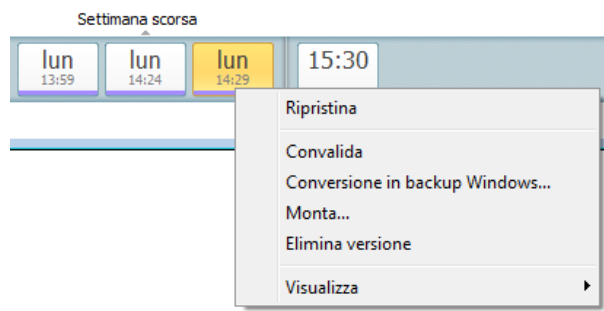 Settimana scorsa
lun lun lun 15:30
13:59 14:24 14:29
Ripristina
Convalida
Conversione in backup Windows...
Monta...
Elimina versione
Visualizza